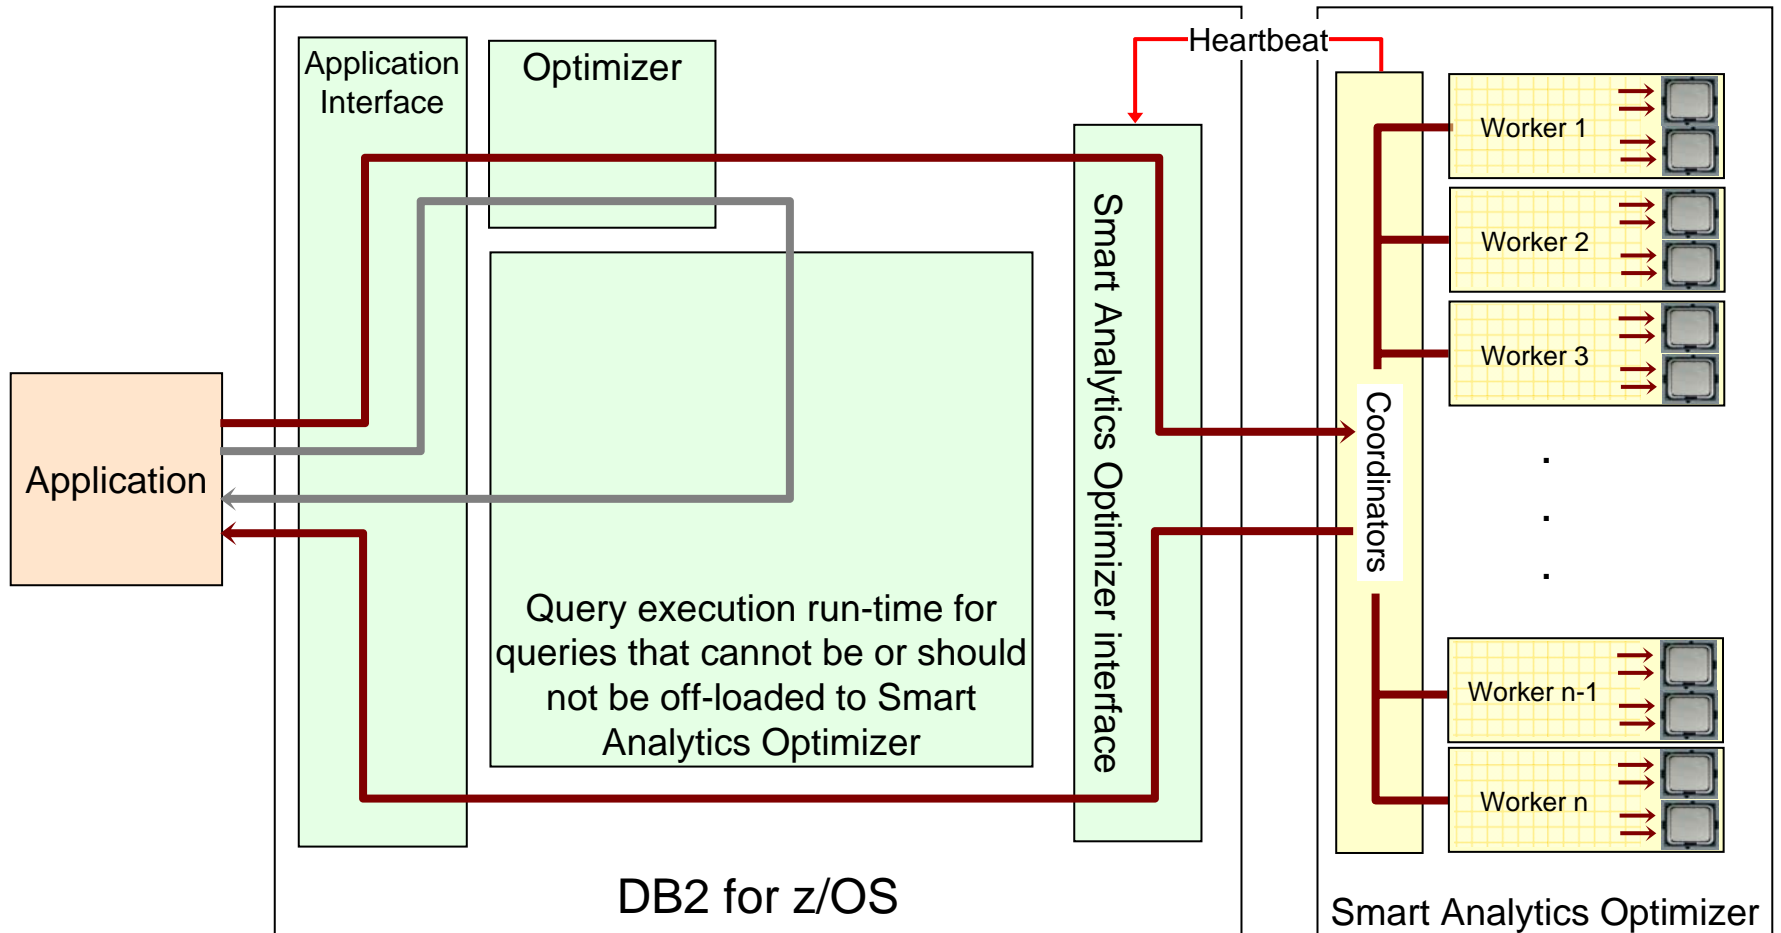 Application
Interface
Optimizer
Heartbeat
Smart Analytics Optimizer interface
Coordinators
Worker 1
Worker 2
Worker 3
.
.
.
Worker n-1
Worker n
Application
Query execution run-time for
queries that cannot be or should
not be off-loaded to Smart
Analytics Optimizer
DB2 for z/OS
Smart Analytics Optimizer